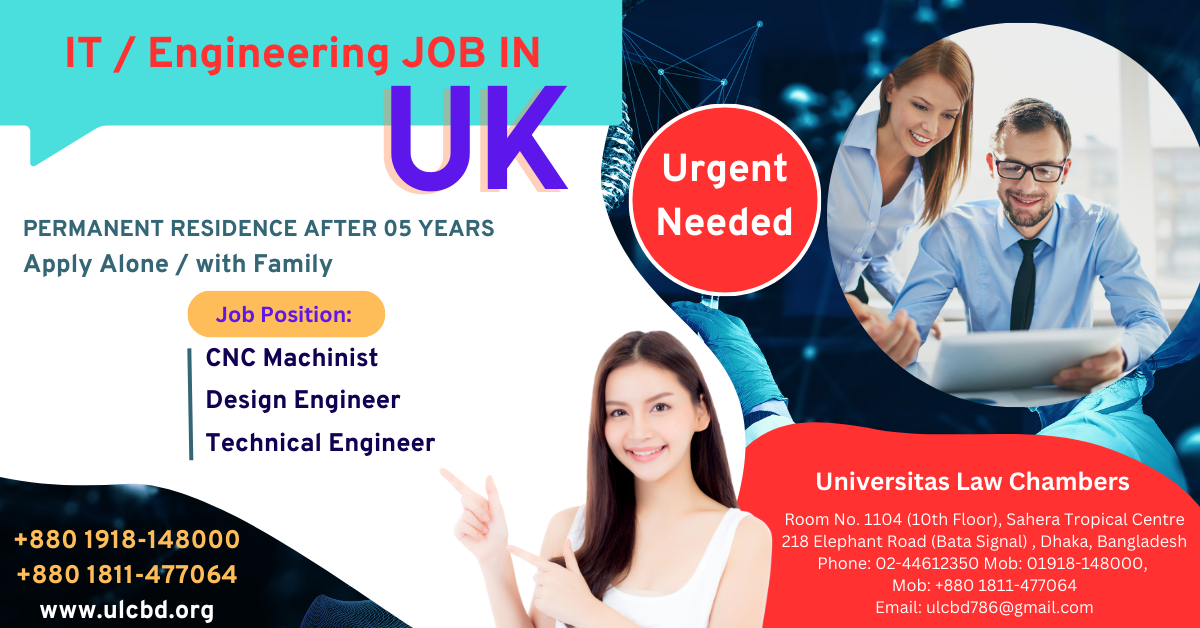 IT / Engineering JOB IN
UK
PERMANENT RESIDENCE AFTER 05 YEARS
Apply Alone / with Family
Job Position:
CNC Machinist
Design Engineer
Technical Engineer
+880 1918-148000
+880 1811-477064
www.ulcbd.org
Urgent
Needed
Universitas Law Chambers
Room No. 1104 (10th Floor), Sahera Tropical Centre
218 Elephant Road (Bata Signal) , Dhaka, Bangladesh
Phone: 02-44612350 Mob: 01918-148000,
Mob: +880 1811-477064
Email: ulcbd786@gmail.com